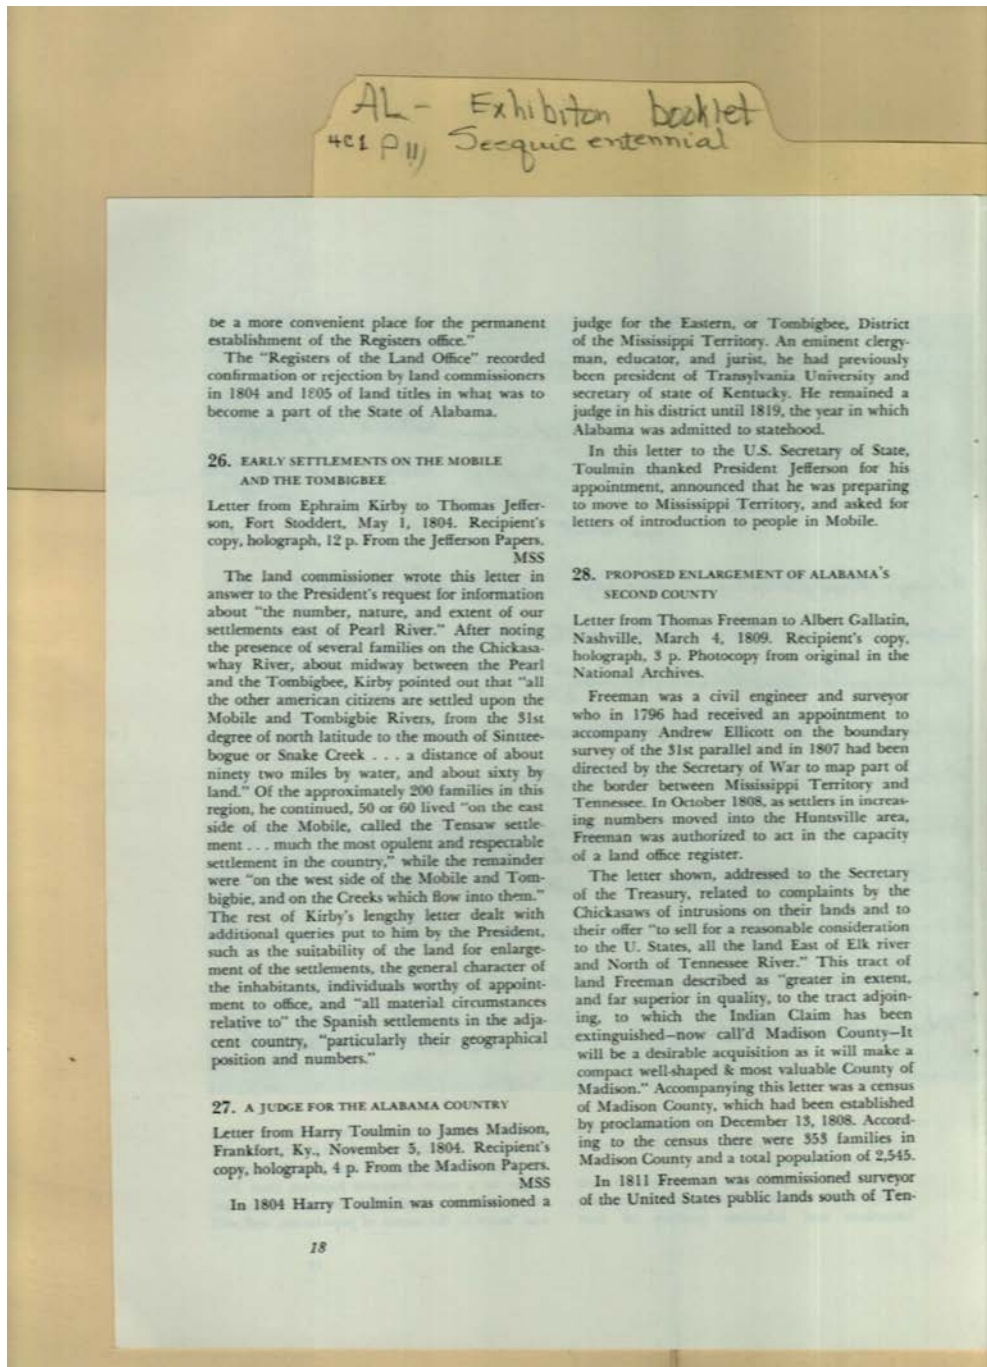 AL- Exhibiton booklet
4C1 P 11, Seequicentennial
be a more convenient place for the permanent
establishment of the Registers office."
The "Registers of the Land Office" recorded
confirmation or rejection by land commissioners
in 1804 and 1805 of land titles in what was to
become a part of the State of Alabama.
26. EARLY SETTLEMENTS ON THE MOBILE
AND THE TOMBIGBEE
Letter from Ephraim Kirby to Thomas Jeffer-
son, Fort Stoddert, May 1, 1804. Recipient's
copy, holograph, 12 p. From the Jefferson Papers.
MSS
The land commissioner wrote this letter in
answer to the President's request for information
about "the number, nature, and extent of our
settlements east of Pearl River." After noting
the presence of several families on the Chickasa-
whay River, about midway between the Pearl
and the Tombigbee, Kirby pointed out that "all
the other american citizens are settled upon the
Mobile and Tombigbie Rivers, from the 31st
degree of north latitude to the mouth of Sinttee-
bogue or Snake Creek . . . a distance of about
ninety two miles by water, and about sixty by
land." Of the approximately 200 families in this
region, he continued, 50 or 60 lived "on the east
side of the Mobile, called the Tensaw settle-
ment . . . much the most opulent and respectable
settlement in the country," while the remainder
were "on the west side of the Mobile and Tom-
bigbie, and on the Creeks which flow into them."
The rest of Kirby's lengthy letter dealt with
additional queries put to him by the President,
such as the suitability of the land for enlarge-
ment of the settlements, the general character of
the inhabitants, individuals worthy of appoint-
ment to office, and "all material circumstances
relative to" the Spanish settlements in the adja-
cent country, "particularly their geographical
position and numbers."
27. A JUDGE FOR THE ALABAMA COUNTRY
Letter from Harry Toulmin to James Madison,
Frankfort, Ky., November 5, 1804. Recipient's
copy, holograph, 4 p. From the Madison Papers.
MSS
In 1804 Harry Toulmin was commissioned a
judge for the Eastern, or Tombigbee, District
of the Mississippi Territory. An eminent clergy-
man, educator, and jurist, he had previously
been president of Transylvania University and
secretary of state of Kentucky. He remained a
judge in his district until 1819, the year in which
Alabama was admitted to statehood.
In this letter to the U.S. Secretary of State,
Toulmin thanked President Jefferson for his
appointment, announced that he was preparing
to move to Mississippi Territory, and asked for
letters of introduction to people in Mobile.
28. PROPOSED ENLARGEMENT OF ALABAMA'S
SECOND COUNTY
Letter from Thomas Freeman to Albert Gallatin,
Nashville, March 4, 1809. Recipient's copy,
holograph, 3 p. Photocopy from original in the
National Archives.
Freeman was a civil engineer and surveyor
who in 1796 had received an appointment to
accompany Andrew Ellicott on the boundary
survey of the 31st parallel and in 1807 had been
directed by the Secretary of War to map part of
the border between Mississippi Territory and
Tennessee. In October 1808, as settlers in increas-
ing numbers moved into the Huntsville area,
Freeman was authorized to act in the capacity
of a land office register.
The letter shown, addressed to the Secretary
of the Treasury, related to complaints by the
Chickasaws of intrusions on their lands and to
their offer "to sell for a reasonable consideration
to the U. States, all the land East of Elk river
and North of Tennessee River." This tract of
land Freeman described as "greater in extent,
and far superior in quality, to the tract adjoin-
ing, to which the Indian Claim has been
extinguished—now call'd Madison County—It
will be a desirable acquisition as it will make a
compact well-shaped & most valuable County of
Madison." Accompanying this letter was a census
of Madison County, which had been established
by proclamation on December 13, 1808. Accord-
ing to the census there were 353 families in
Madison County and a total population of 2,545.
In 1811 Freeman was commissioned surveyor
of the United States public lands south of Ten-
18